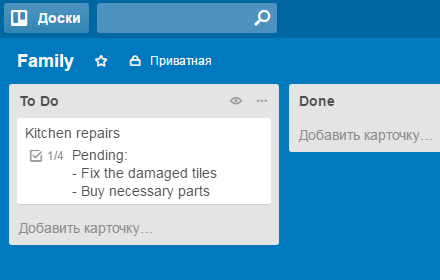 Доски
Family
Приватная
To Do
Kitchen repairs
1/4 Pending:
- Fix the damaged tiles
- Buy necessary parts
Добавить карточку...
Done
Добавить карточку...